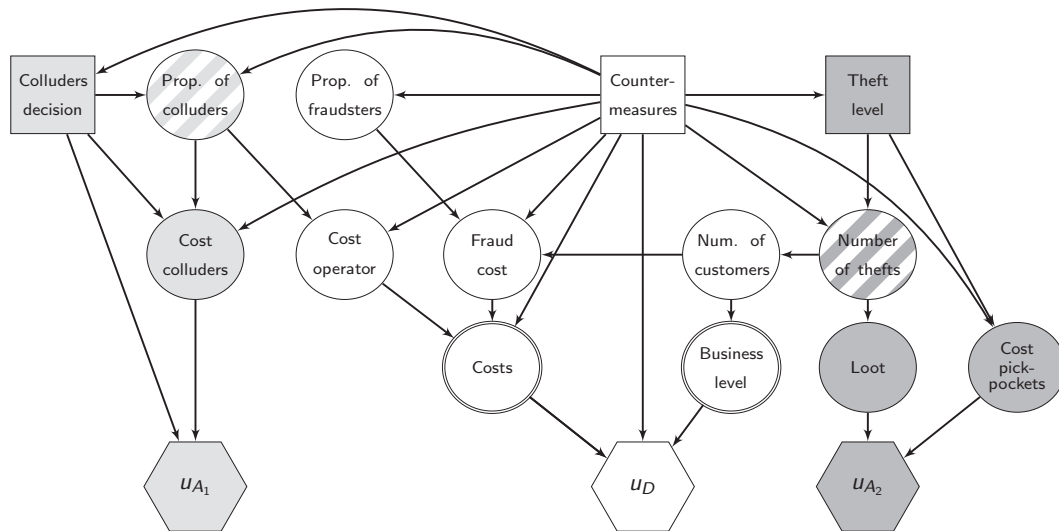 Colluders
decision
Prop. of
colluders
Prop. of
fraudsters
Counter-
measures
Theft
level
Cost
colluders
Cost
operator
Fraud
cost
Num. of
customers
Number
of thefts
Costs
Business
level
Loot
Cost
pick-
pockets
u_{A_1}
u_D
u_{A_2}